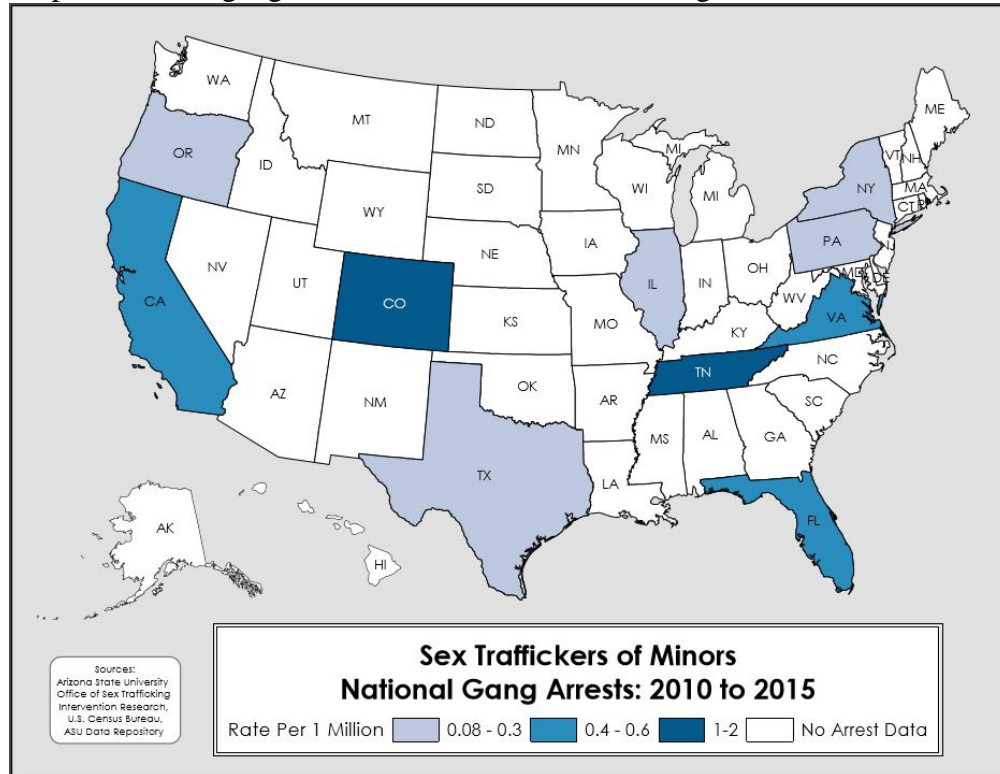 WA
MT
ND
MN
MI
ME
OR
ID
SD
WI
MI
VT
NH
NY
MA
CT
WY
IA
PA
NE
NV
UT
CO
IL
IN
OH
MD
DE
WV
CA
KS
MO
KY
VA
TN
NC
AZ
NM
OK
AR
SC
MS
AL
GA
TX
LA
FL
AK
HI
Sex Traffickers of Minors
National Gang Arrests: 2010 to 2015
Rate Per 1 Million 0.08 - 0.3 0.4 - 0.6 1-2 No Arrest Data
Sources:
Arizona State University
Office of Sex Trafficking
Intervention Research,
U.S. Census Bureau,
ASU Data Repository